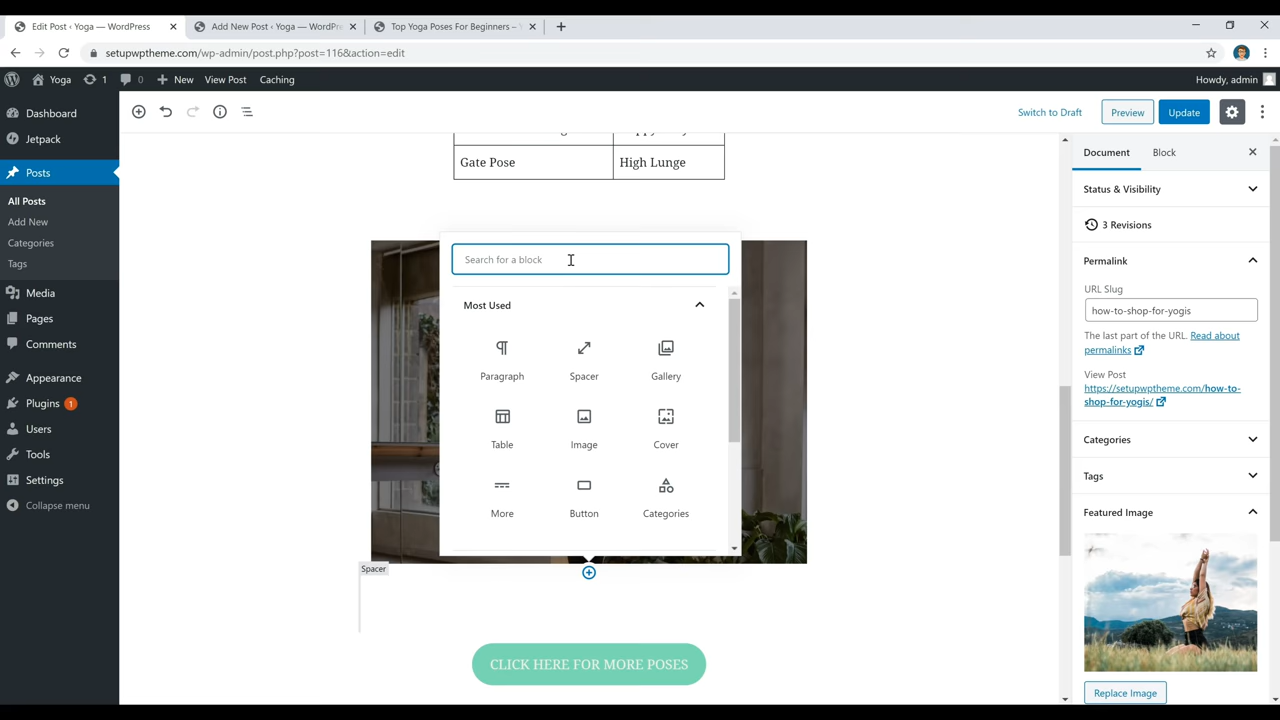 Edit Post ‹ Yoga — WordPress
Add New Post ‹ Yoga — WordPr
Top Yoga Poses For Beginners –
setupwptheme.com/wp-admin/post.php?post=116&action=edit
Yoga
1
0
New
View Post
Caching
Howdy, admin
Dashboard
Jetpack
Posts
All Posts
Add New
Categories
Tags
Media
Pages
Comments
Appearance
Plugins 1
Users
Tools
Settings
Collapse menu
Switch to Draft
Preview
Update
Gate Pose
High Lunge
Search for a block
Most Used
Paragraph
Spacer
Gallery
Table
Image
Cover
More
Button
Categories
Spacer
CLICK HERE FOR MORE POSES
Document
Block
Status & Visibility
3 Revisions
Permalink
URL Slug
how-to-shop-for-yogis
The last part of the URL. Read about
permalinks
View Post
https://setupwptheme.com/how-to-
shop-for-yogis/
Categories
Tags
Featured Image
Replace Image